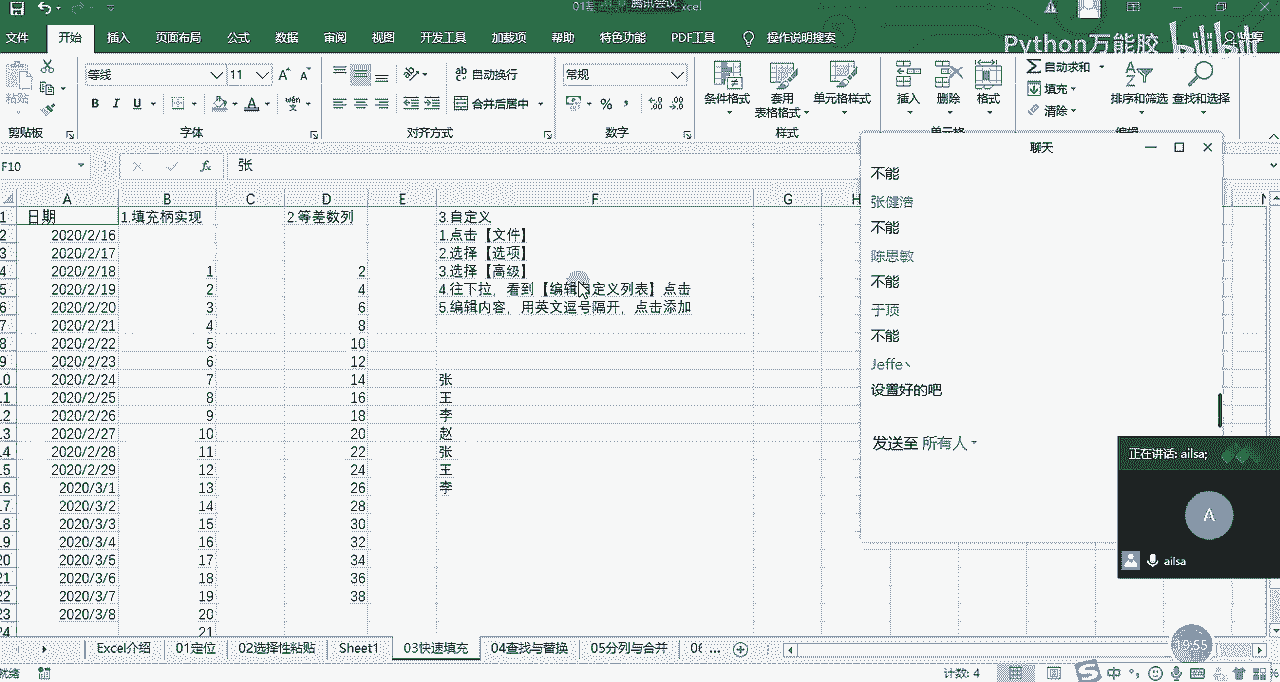 腾讯会议
Excel
Python万能胶 bilibili
文件 开始 插入 页面布局 公式 数据 审阅 视图 开发工具 加载项 帮助 特色功能 PDF工具 操作说明搜索
等线 11 自动换行 常规 自动求和
粘贴 B I U 合并后居中 % 条件格式 套用 表格格式 单元格样式 插入 删除 格式 填充 清除 排序和筛选 查找和选择
剪贴板 字体 对齐方式 数字 样式 单元格 编辑
F10 fx 张
A B C D E F G H
1 日期 1.填充柄实现 2.等差数列 3.自定义
2 2020/2/16 1.点击【文件】
3 2020/2/17 2.选择【选项】
4 2020/2/18 1 2 3.选择【高级】
5 2020/2/19 2 4 4.往下拉，看到【编辑自定义列表】点击
6 2020/2/20 3 6 5.编辑内容，用英文逗号隔开，点击添加
7 2020/2/21 4 8
8 2020/2/22 5 10
9 2020/2/23 6 12
10 2020/2/24 7 14 张
11 2020/2/25 8 16 王
12 2020/2/26 9 18 李
13 2020/2/27 10 20 赵
14 2020/2/28 11 22 张
15 2020/2/29 12 24 王
16 2020/3/1 13 26 李
17 2020/3/2 14 28
18 2020/3/3 15 30
19 2020/3/4 16 32
20 2020/3/5 17 34
21 2020/3/6 18 36
22 2020/3/7 19 38
23 2020/3/8 20
24 21
聊天
不能
张健浩
不能
陈思敏
不能
于顶
不能
Jeffe丶
设置好的吧
发送至 所有人
正在讲话: ailsa;
A
ailsa
Excel介绍 01定位 02选择性粘贴 Sheet1 03快速填充 04查找与替换 05分列与合并 ...
19:55
就绪 计数: 4 中